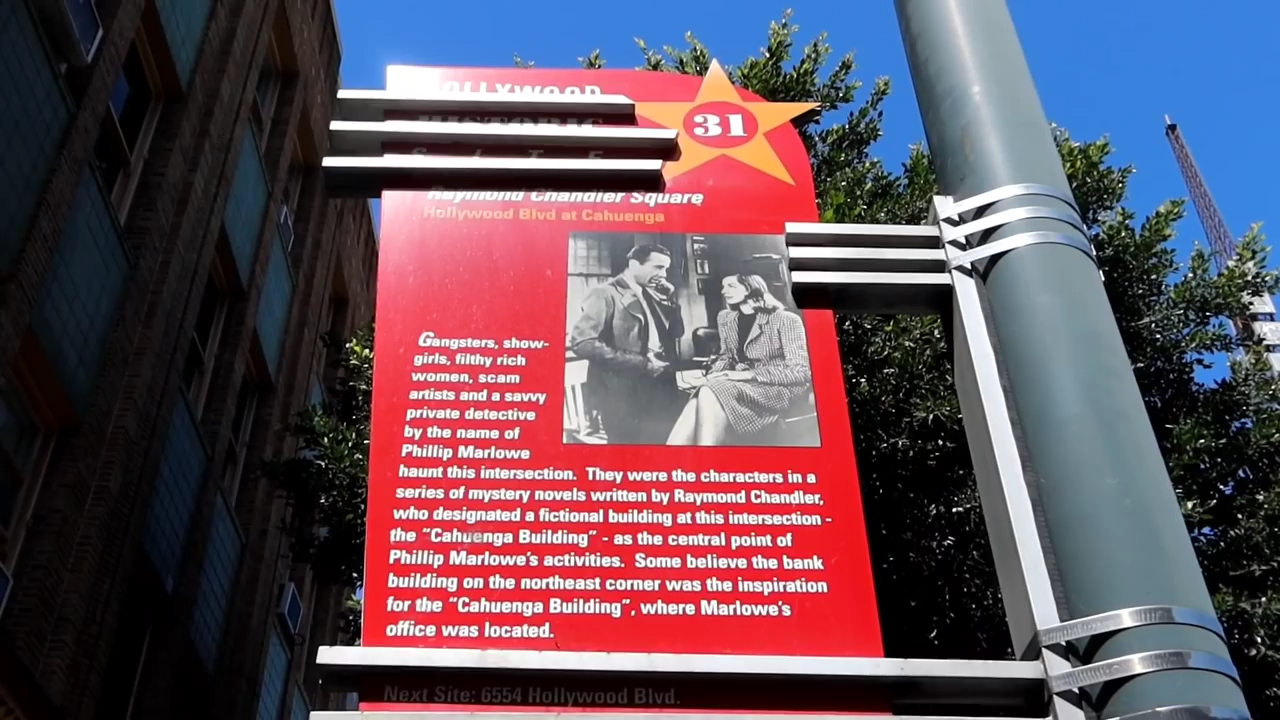 HOLLYWOOD
HISTORIC
SITE
31
Raymond Chandler Square
Hollywood Blvd at Cahuenga
Gangsters, show-
girls, filthy rich
women, scam
artists and a savvy
private detective
by the name of
Phillip Marlowe
haunt this intersection. They were the characters in a
series of mystery novels written by Raymond Chandler,
who designated a fictional building at this intersection -
the “Cahuenga Building” - as the central point of
Phillip Marlowe's activities. Some believe the bank
building on the northeast corner was the inspiration
for the “Cahuenga Building”, where Marlowe's
office was located.
Next Site: 6554 Hollywood Blvd.